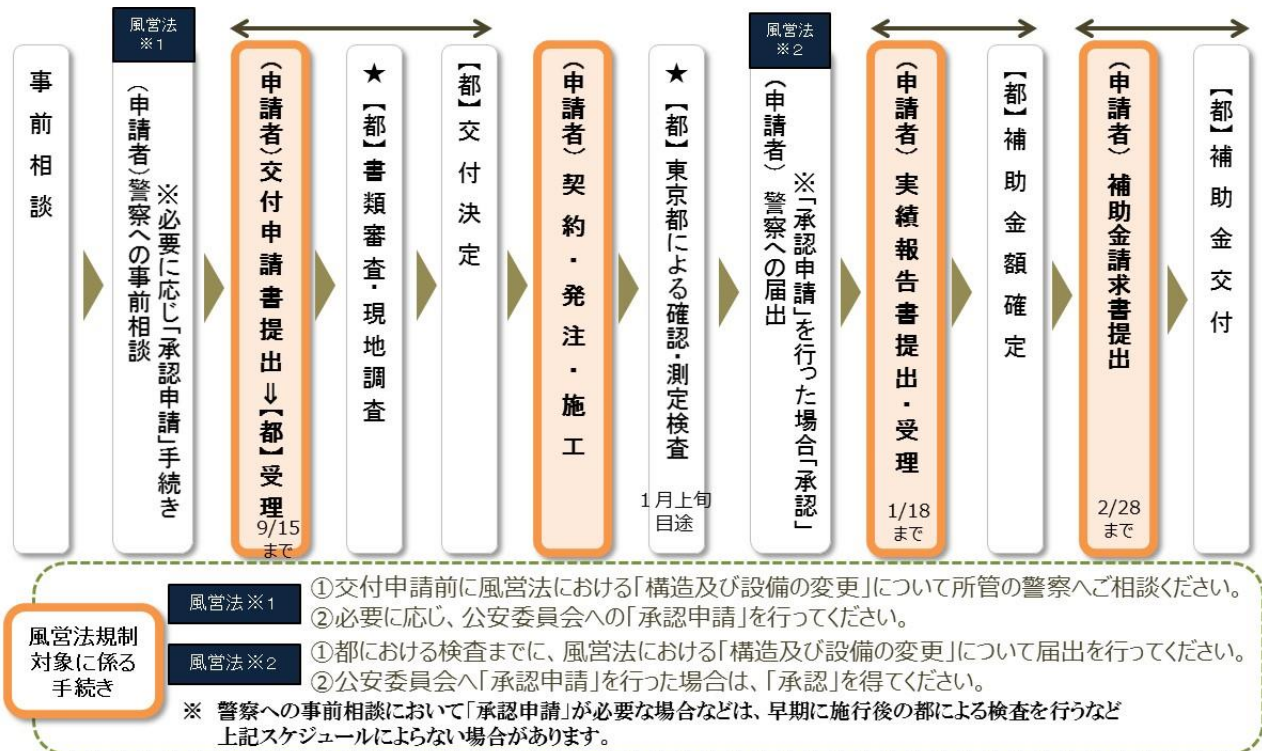 事前相談
風営法
※1
(申請者)警察への事前相談
※必要に応じ「承認申請」手続き
(申請者)交付申請書提出⇓【都】受理
9/15
まで
★【都】書類審査・現地調査
【都】交付決定
(申請者)契約・発注・施工
★【都】東京都による確認・測定検査
1月上旬
目途
風営法
※2
(申請者)警察への届出
※「承認申請」を行った場合「承認」
(申請者)実績報告書提出・受理
1/18
まで
【都】補助金額確定
(申請者)補助金請求書提出
2/28
まで
【都】補助金交付
風営法規制
対象に係る
手続き
風営法※1
①交付申請前に風営法における「構造及び設備の変更」について所管の警察へご相談ください。
②必要に応じ、公安委員会への「承認申請」を行ってください。
風営法※2
①都における検査までに、風営法における「構造及び設備の変更」について届出を行ってください。
②公安委員会へ「承認申請」を行った場合は、「承認」を得てください。
※ 警察への事前相談において「承認申請」が必要な場合などは、早期に施行後の都による検査を行うなど
上記スケジュールによらない場合があります。